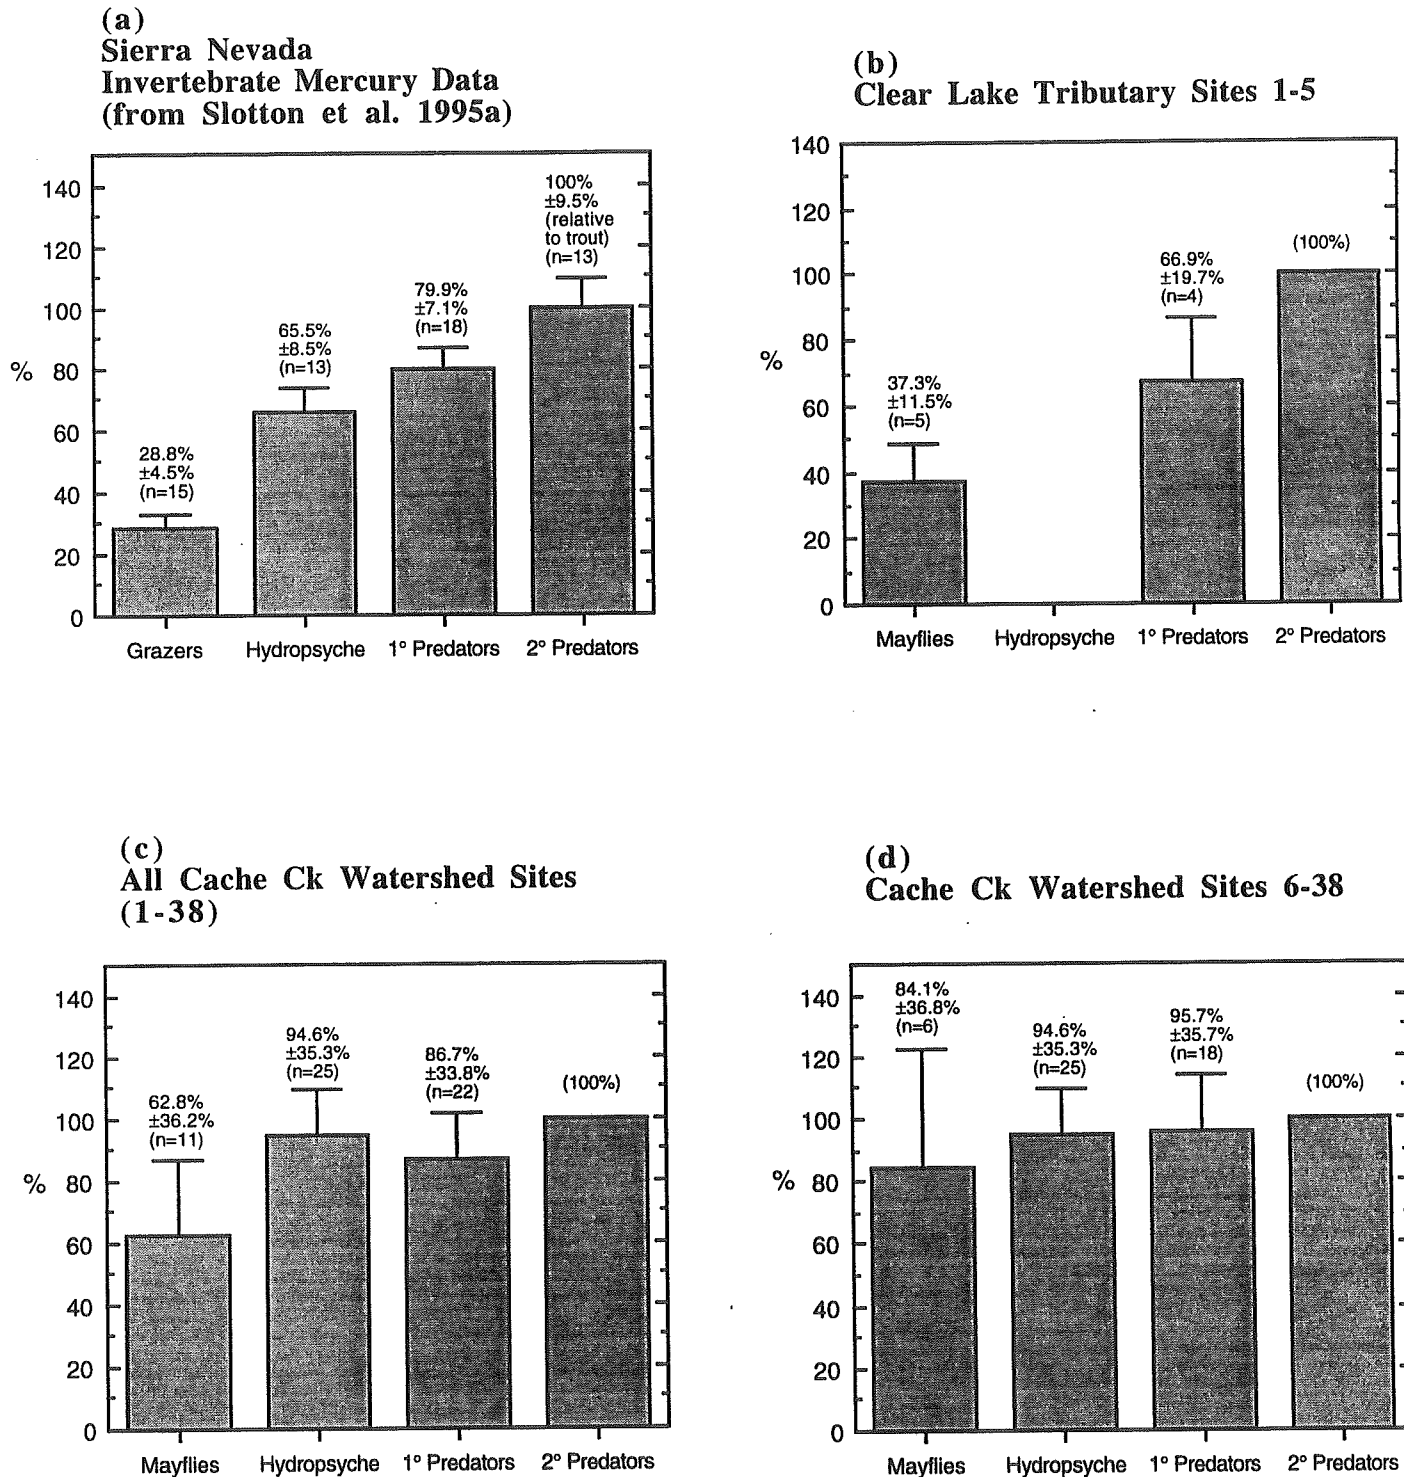 (a)
Sierra Nevada
Invertebrate Mercury Data
(from Slotton et al. 1995a)
140
120
100
80
60
40
20
0
%
28.8%
±4.5%
(n=15)
65.5%
±8.5%
(n=13)
79.9%
±7.1%
(n=18)
100%
±9.5%
(relative
to trout)
(n=13)
Grazers Hydropsyche 1° Predators 2° Predators
(b)
Clear Lake Tributary Sites 1-5
140
120
100
80
60
40
20
0
%
37.3%
±11.5%
(n=5)
66.9%
±19.7%
(n=4)
(100%)
Mayflies Hydropsyche 1° Predators 2° Predators
(c)
All Cache Ck Watershed Sites
(1-38)
140
120
100
80
60
40
20
0
%
62.8%
±36.2%
(n=11)
94.6%
±35.3%
(n=25)
86.7%
±33.8%
(n=22)
(100%)
Mayflies Hydropsyche 1° Predators 2° Predators
(d)
Cache Ck Watershed Sites 6-38
140
120
100
80
60
40
20
0
%
84.1%
±36.8%
(n=6)
94.6%
±35.3%
(n=25)
95.7%
±35.7%
(n=18)
(100%)
Mayflies Hydropsyche 1° Predators 2° Predators